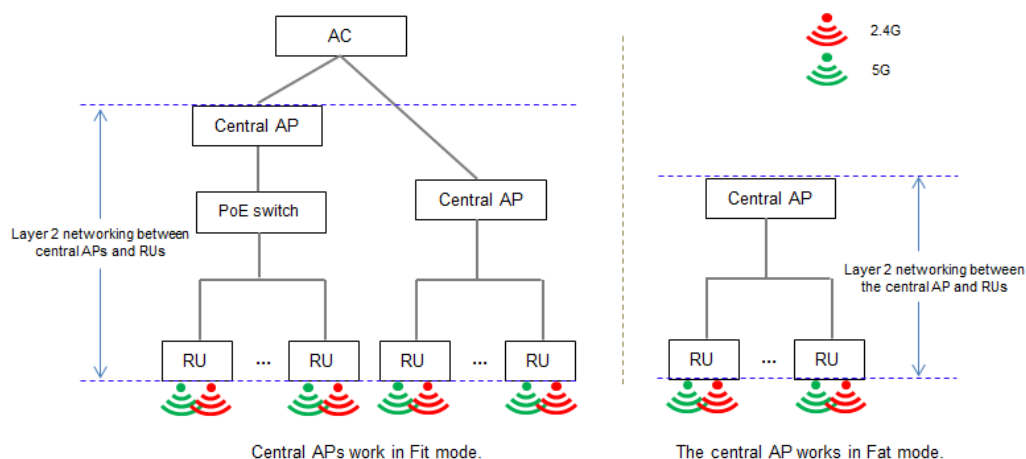 AC
2.4G
5G
Central AP
PoE switch
Central AP
Central AP
Layer 2 networking between
central APs and RUs
Layer 2 networking between
the central AP and RUs
RU
...
RU
RU
...
RU
RU
...
RU
Central APs work in Fit mode.
The central AP works in Fat mode.